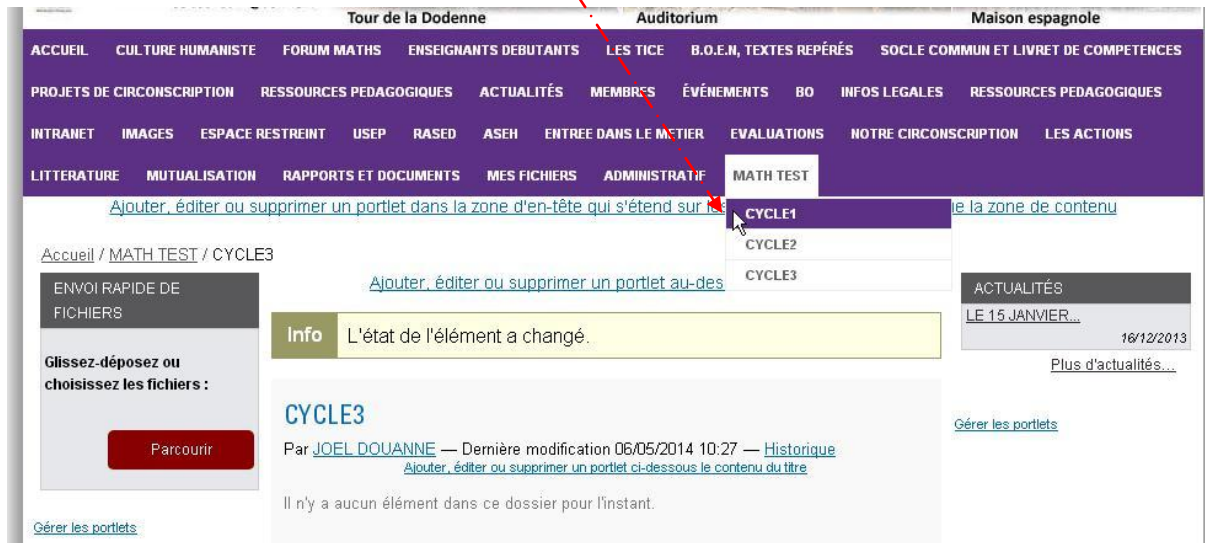 Tour de la Dodenne Auditorium Maison espagnole
ACCUEIL CULTURE HUMANISTE FORUM MATHS ENSEIGNANTS DEBUTANTS LES TICE B.O.E.N, TEXTES REPÉRÉS SOCLE COMMUN ET LIVRET DE COMPETENCES
PROJETS DE CIRCONSCRIPTION RESSOURCES PEDAGOGIQUES ACTUALITÉS MEMBRES ÉVÉNEMENTS BO INFOS LEGALES RESSOURCES PEDAGOGIQUES
INTRANET IMAGES ESPACE RESTREINT USEP RASED ASEH ENTREE DANS LE METIER EVALUATIONS NOTRE CIRCONSCRIPTION LES ACTIONS
LITTERATURE MUTUALISATION RAPPORTS ET DOCUMENTS MES FICHIERS ADMINISTRATIF MATH TEST
Ajouter, éditer ou supprimer un portlet dans la zone d'en-tête qui s'étend sur la zone de contenu
CYCLE1
CYCLE2
CYCLE3
Accueil / MATH TEST / CYCLE3
Ajouter, éditer ou supprimer un portlet au-des
ENVOI RAPIDE DE
FICHIERS
Glissez-déposez ou
choisissez les fichiers :
Parcourir
Gérer les portlets
Info L'état de l'élément a changé.
CYCLE3
Par JOEL DOUANNE — Dernière modification 06/05/2014 10:27 — Historique
Ajouter, éditer ou supprimer un portlet ci-dessous le contenu du titre
Il n'y a aucun élément dans ce dossier pour l'instant.
ACTUALITÉS
LE 15 JANVIER...
16/12/2013
Plus d'actualités...
Gérer les portlets